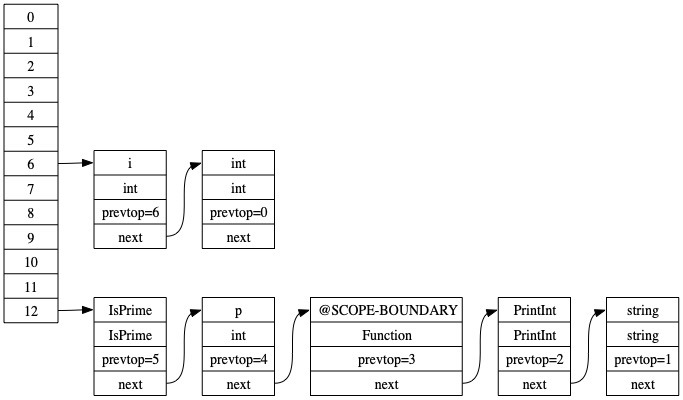 0
1
2
3
4
5
6
7
8
9
10
11
12
i
int
prevtop=6
next
int
int
prevtop=0
next
IsPrime
IsPrime
prevtop=5
next
p
int
prevtop=4
next
@SCOPE-BOUNDARY
Function
prevtop=3
next
PrintInt
PrintInt
prevtop=2
next
string
string
prevtop=1
next